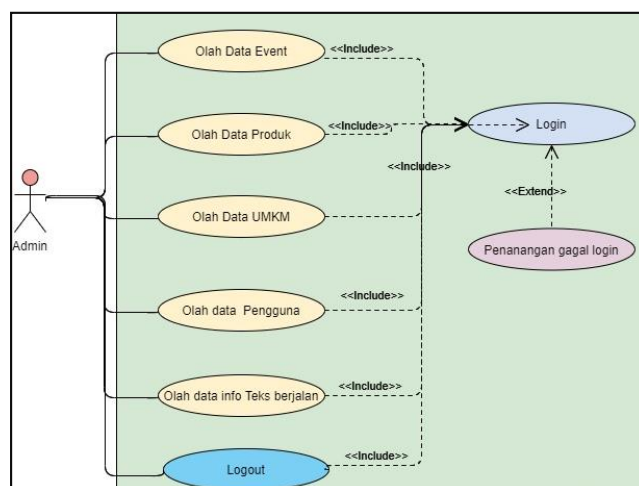 Olah Data Event
<<Include>>
Olah Data Produk
<<Include>>
Login
<<Include>>
<<Extend>>
Olah Data UMKM
Admin
Penanangan gagal login
Olah data Pengguna
<<Include>>
Olah data info Teks berjalan
<<Include>>
Logout
<<Include>>